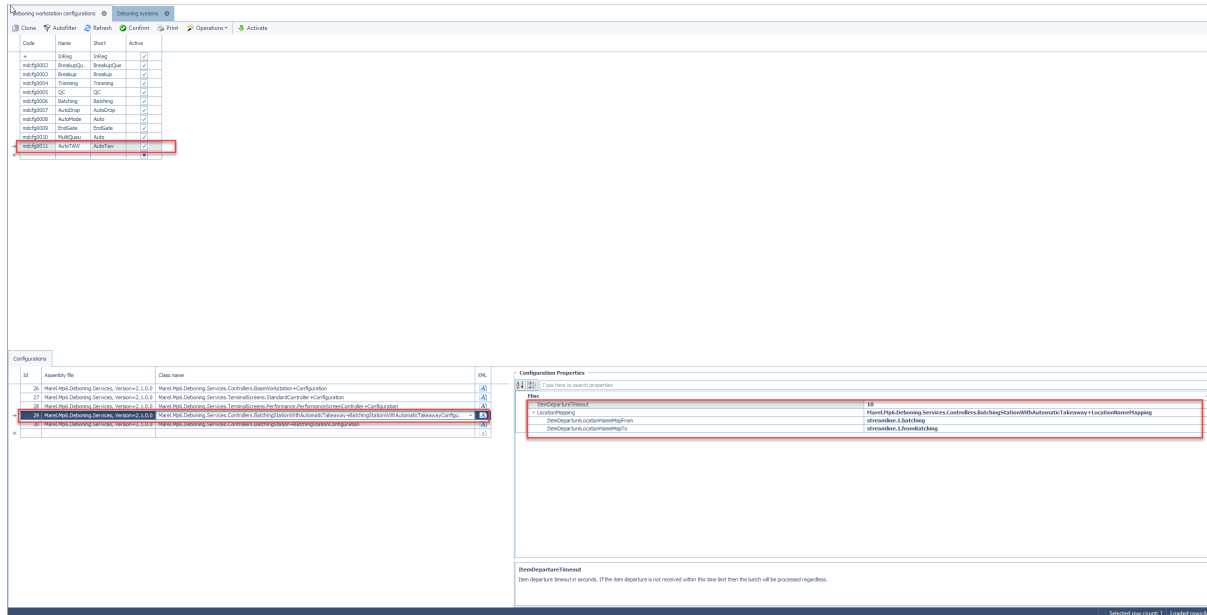 Deboning workstation configurations Deboning systems
Clone Autofilter Refresh Confirm Print Operations Activate
Code Name Short Active
+ InReg InReg
mdcfg0002 BreakupQu... BreakupQue
mdcfg0003 Breakup Breakup
mdcfg0004 Trimming Trimming
mdcfg0005 QC QC
mdcfg0006 Batching Batching
mdcfg0007 AutoDrop AutoDrop
mdcfg0008 AutoMode Auto
mdcfg0009 EndGate EndGate
mdcfg0010 MultiQueu Auto
mdcfg0011 AutoTAW AutoTaw
Configurations
Id Assembly file Class name XML
26 Marel.Mp6.Deboning.Services, Version=2.1.0.0 Marel.Mp6.Deboning.Services.Controllers.BaseWorkstation+Configuration
27 Marel.Mp6.Deboning.Services, Version=2.1.0.0 Marel.Mp6.Deboning.Services.TerminalScreens.StandardController+Configuration
28 Marel.Mp6.Deboning.Services, Version=2.1.0.0 Marel.Mp6.Deboning.Services.TerminalScreens.Performance.PerformanceScreenController+Configuration
29 Marel.Mp6.Deboning.Services, Version=2.1.0.0 Marel.Mp6.Deboning.Services.Controllers.BatchingStationWithAutomaticTakeaway+BatchingStationWithAutomaticTakeawayConfigu...
30 Marel.Mp6.Deboning.Services, Version=2.1.0.0 Marel.Mp6.Deboning.Services.Controllers.BatchingStation+BatchingStationConfiguration
Configuration Properties
Type here to search properties
Misc
ItemDepartureTimeout 10
LocationMapping Marel.Mp6.Deboning.Services.Controllers.BatchingStationWithAutomaticTakeaway+LocationNameMapping
ItemDepartureLocationNameMapFrom streamline.1.batching
ItemDepartureLocationNameMapTo streamline.1.fromBatching
ItemDepartureTimeout
Item departure timeout in seconds. If the item departure is not received within this time limit then the batch will be processed regardless.
Selected row count: 1 Loaded rows: